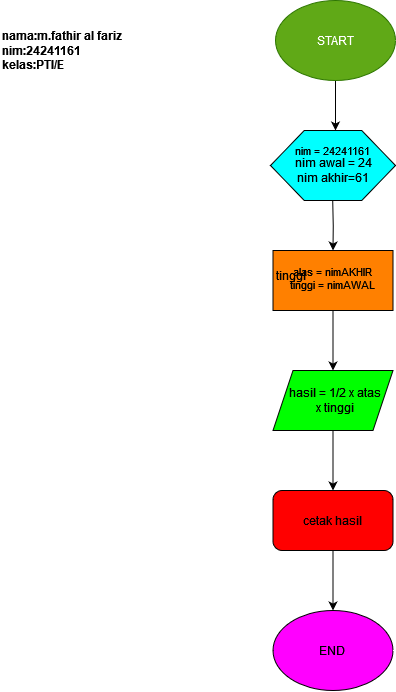 nama:m.fathir al fariz
nim:24241161
kelas:PTI/E
START
nim = 24241161
nim awal = 24
nim akhir=61
tinggi
alas = nimAKHIR
tinggi = nimAWAL
hasil = 1/2 x atas
x tinggi
cetak hasil
END